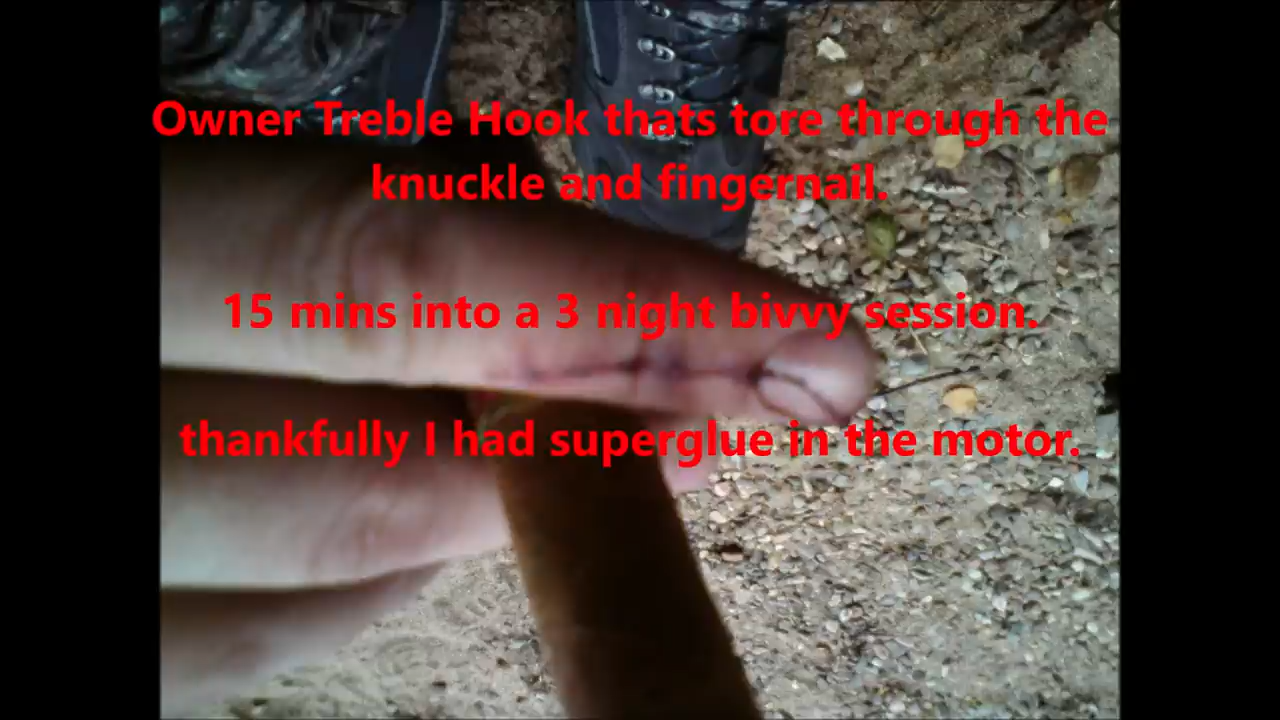 Owner Treble Hook thats tore through the
knuckle and fingernail.
15 mins into a 3 night bivvy session.
thankfully I had superglue in the motor.